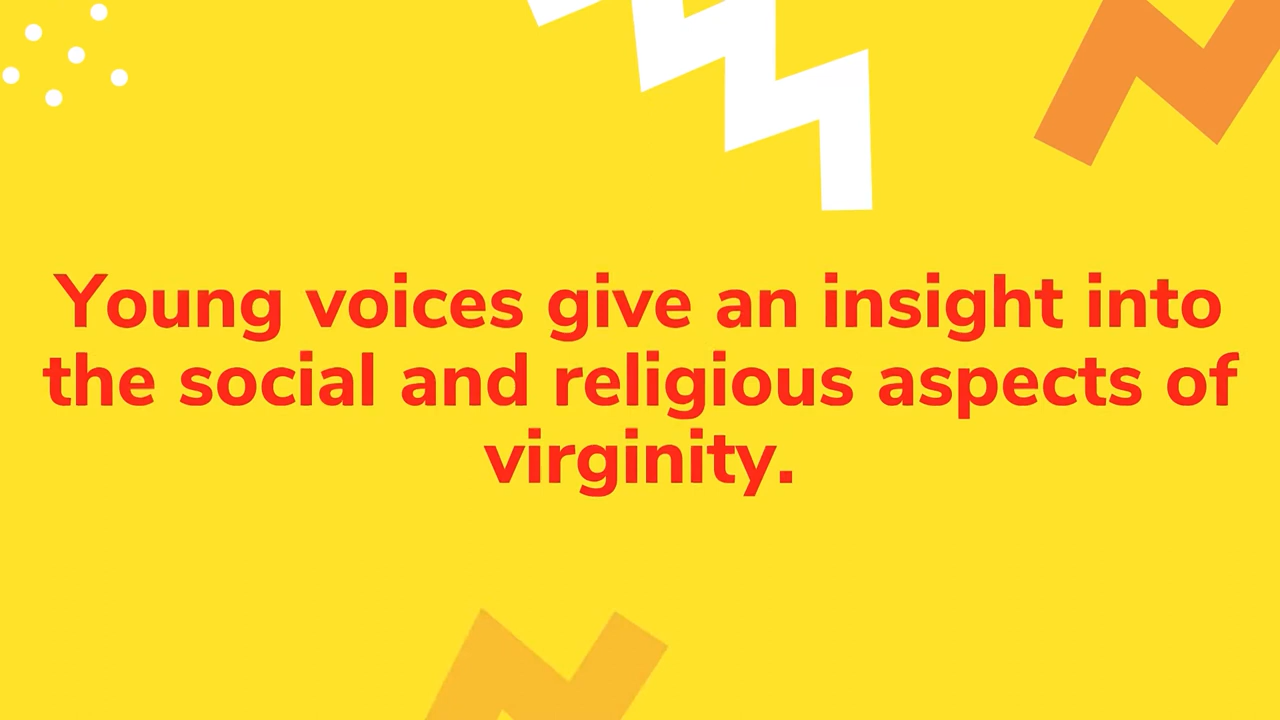 Young voices give an insight into
the social and religious aspects of
virginity.